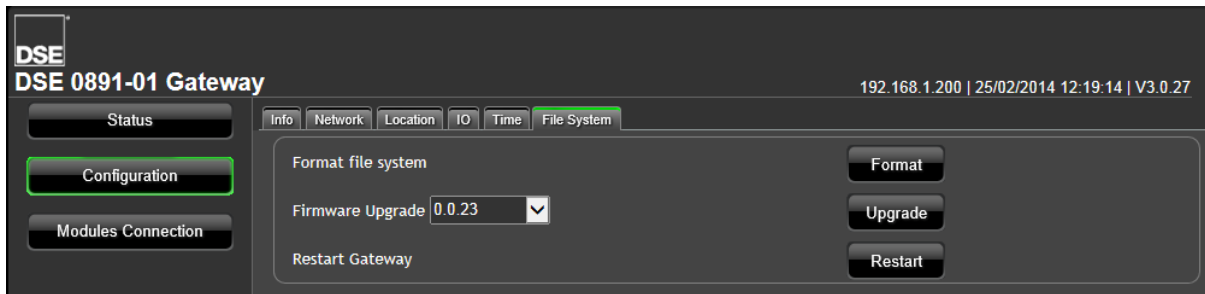 DSE
DSE 0891-01 Gateway
192.168.1.200 | 25/02/2014 12:19:14 | V3.0.27
Status
Info Network Location IO Time File System
Format file system Format
Configuration
Firmware Upgrade 0.0.23 Upgrade
Modules Connection
Restart Gateway Restart